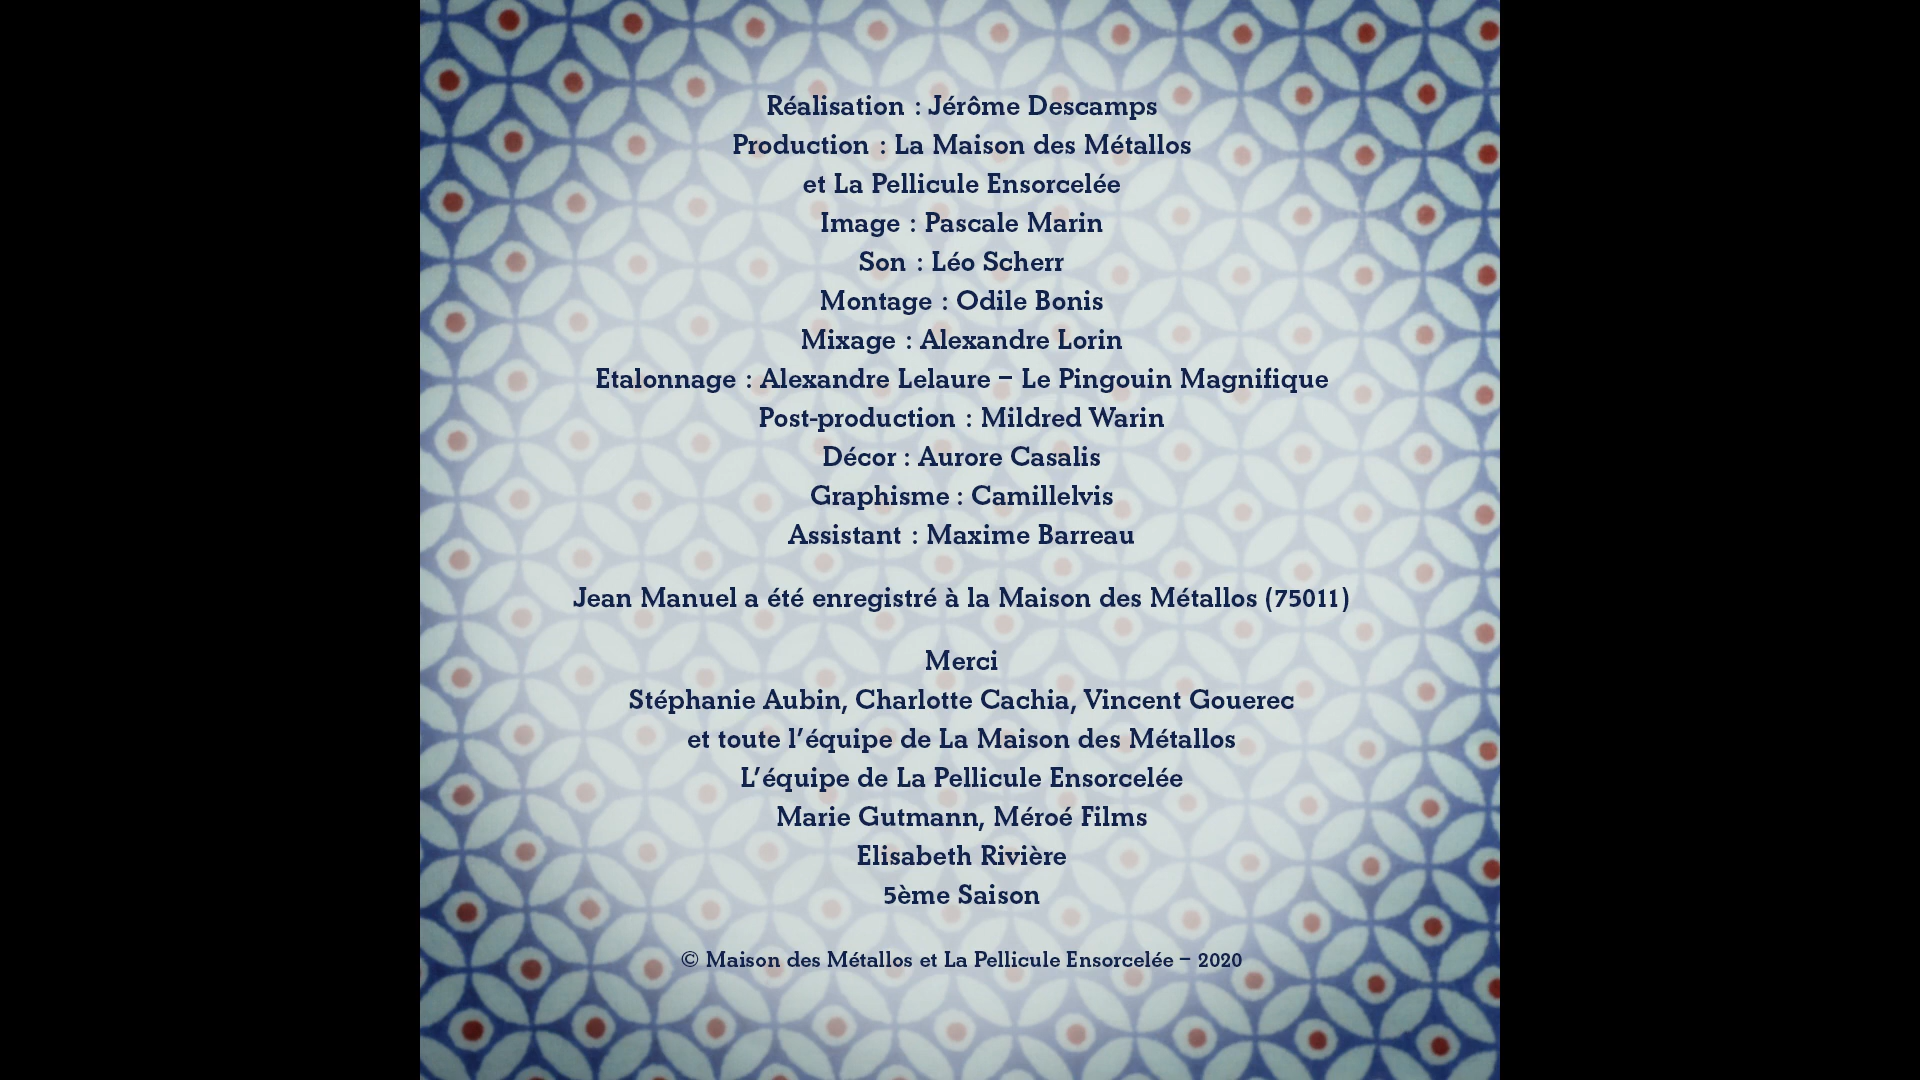 Réalisation : Jérôme Descamps
Production : La Maison des Métallos
et La Pellicule Ensorcelée
Image : Pascale Marin
Son : Léo Scherr
Montage : Odile Bonis
Mixage : Alexandre Lorin
Etalonnage : Alexandre Lelaure – Le Pingouin Magnifique
Post-production : Mildred Warin
Décor : Aurore Casalis
Graphisme : Camillelvis
Assistant : Maxime Barreau
Jean Manuel a été enregistré à la Maison des Métallos (75011)
Merci
Stéphanie Aubin, Charlotte Cachia, Vincent Gouerec
et toute l’équipe de La Maison des Métallos
L’équipe de La Pellicule Ensorcelée
Marie Gutmann, Méroé Films
Elisabeth Rivière
5ème Saison
© Maison des Métallos et La Pellicule Ensorcelée – 2020